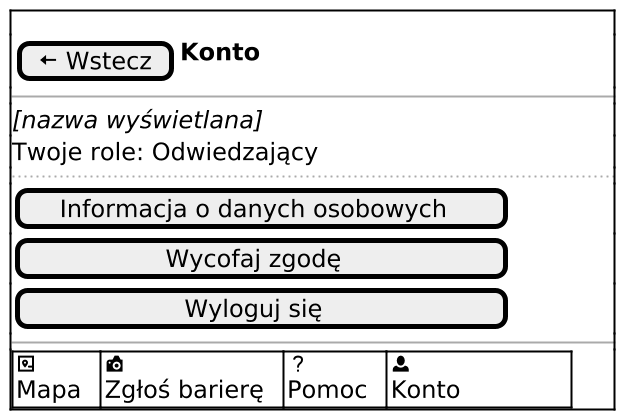 ← Wstecz Konto
[nazwa wyświetlana]
Twoje role: Odwiedzający
Informacja o danych osobowych
Wycofaj zgodę
Wyloguj się
?
Mapa Zgłoś barierę Pomoc Konto